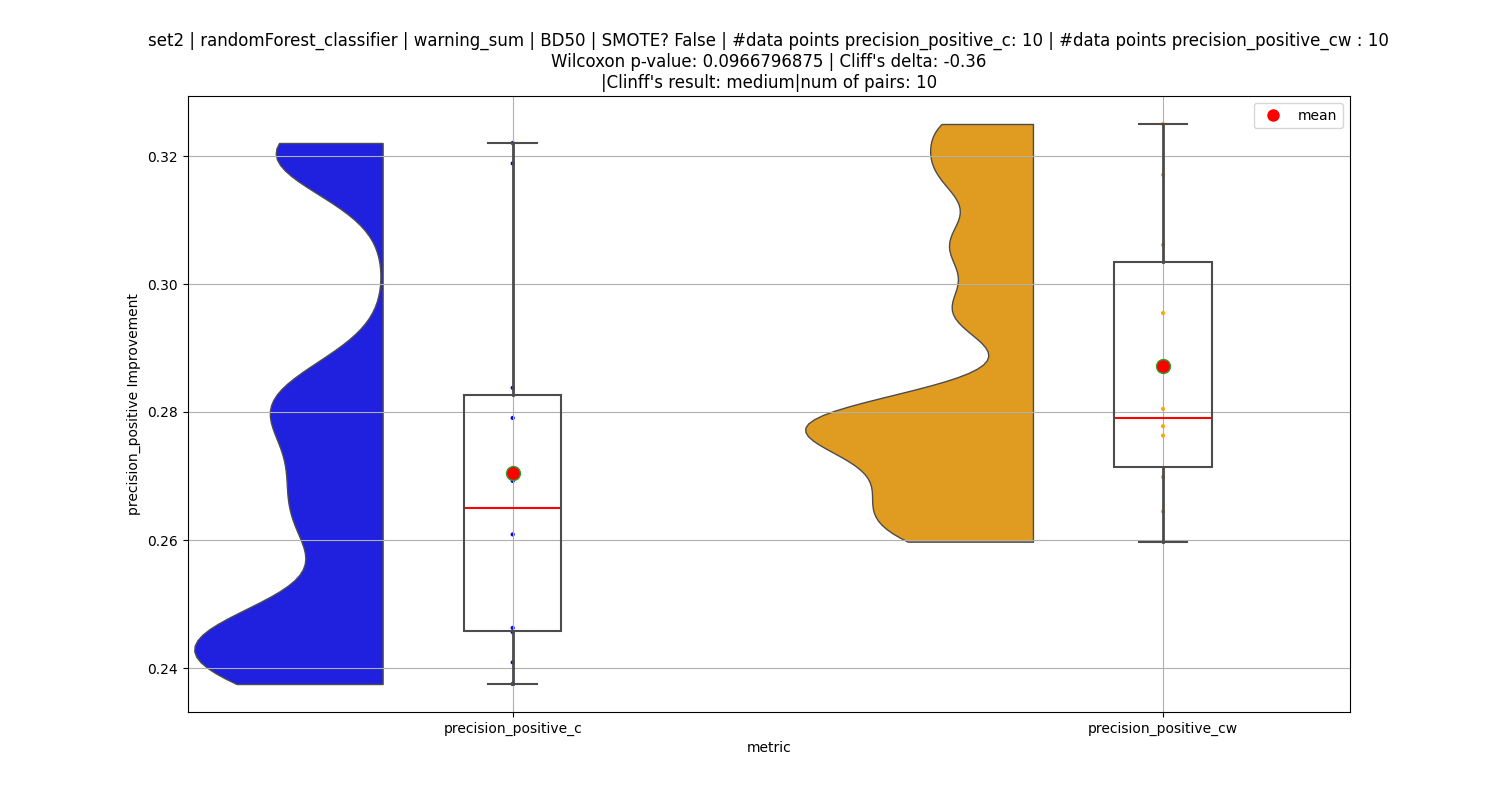 set2 | randomForest_classifier | warning_sum | BD50 | SMOTE? False | #data points precision_positive_c: 10 | #data points precision_positive_cw : 10
Wilcoxon p-value: 0.0966796875 | Cliff's delta: -0.36
|Clinff's result: medium|num of pairs: 10
mean
precision_positive Improvement
0.32
0.30
0.28
0.26
0.24
precision_positive_c
precision_positive_cw
metric